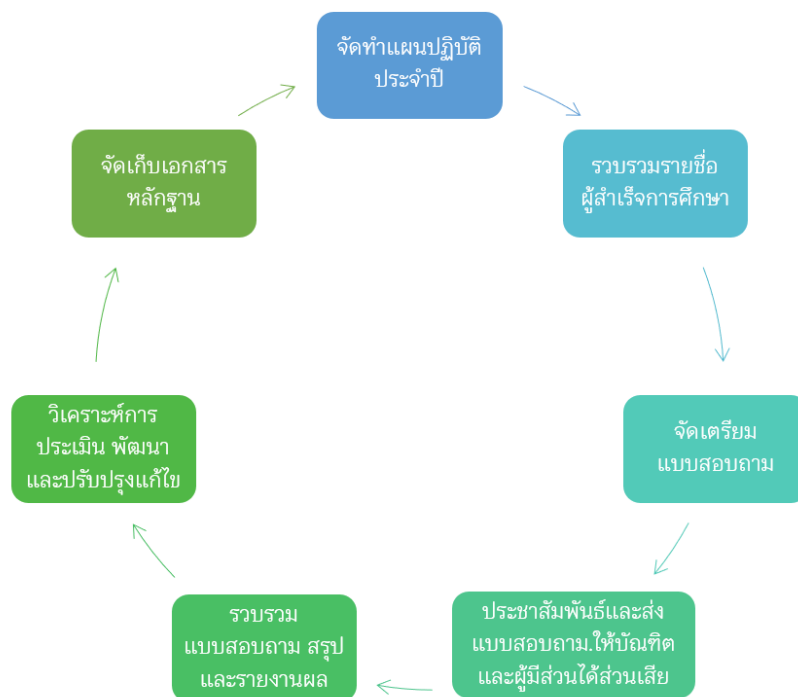 จัดทำแผนปฏิบัติ
ประจำปี
รวบรวมรายชื่อ
ผู้สำเร็จการศึกษา
จัดเตรียม
แบบสอบถาม
ประชาสัมพันธ์และส่ง
แบบสอบถาม.ให้บัณฑิต
และผู้มีส่วนได้ส่วนเสีย
รวบรวม
แบบสอบถาม สรุป
และรายงานผล
วิเคราะห์การ
ประเมิน พัฒนา
และปรับปรุงแก้ไข
จัดเก็บเอกสาร
หลักฐาน